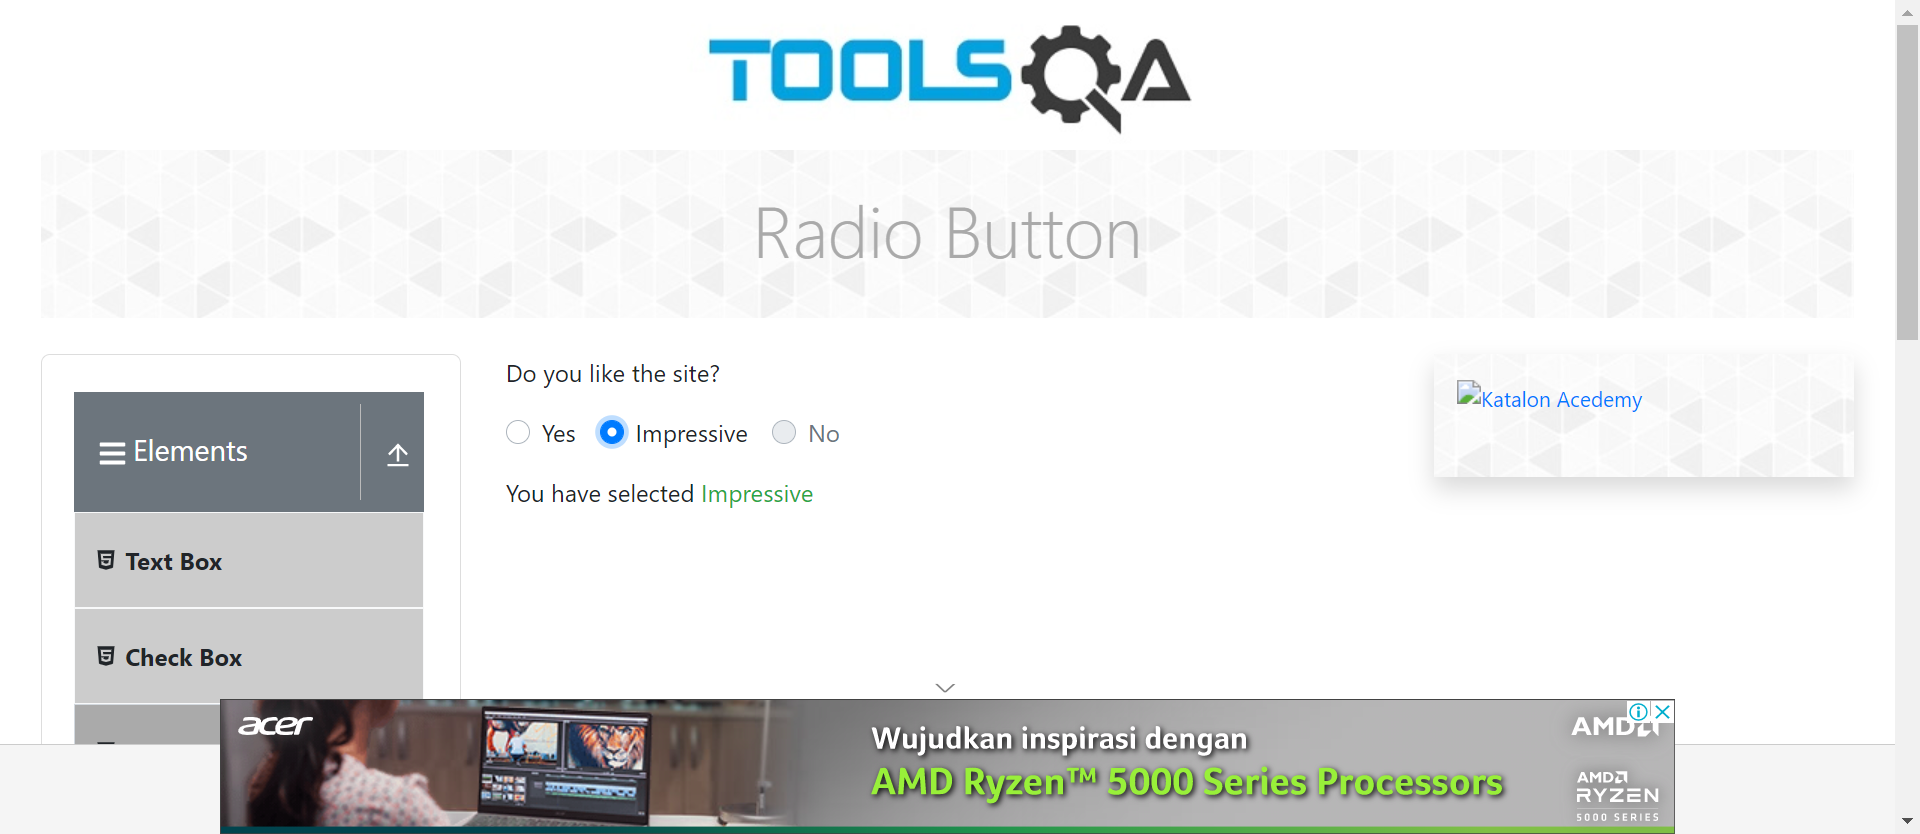 TOOLSQA
Radio Button
Elements
Text Box
Check Box
Do you like the site?
Yes Impressive No
You have selected Impressive
Katalon Acedemy
acer
Wujudkan inspirasi dengan
AMD Ryzen™ 5000 Series Processors
AMD
AMD
RYZEN
5000 SERIES